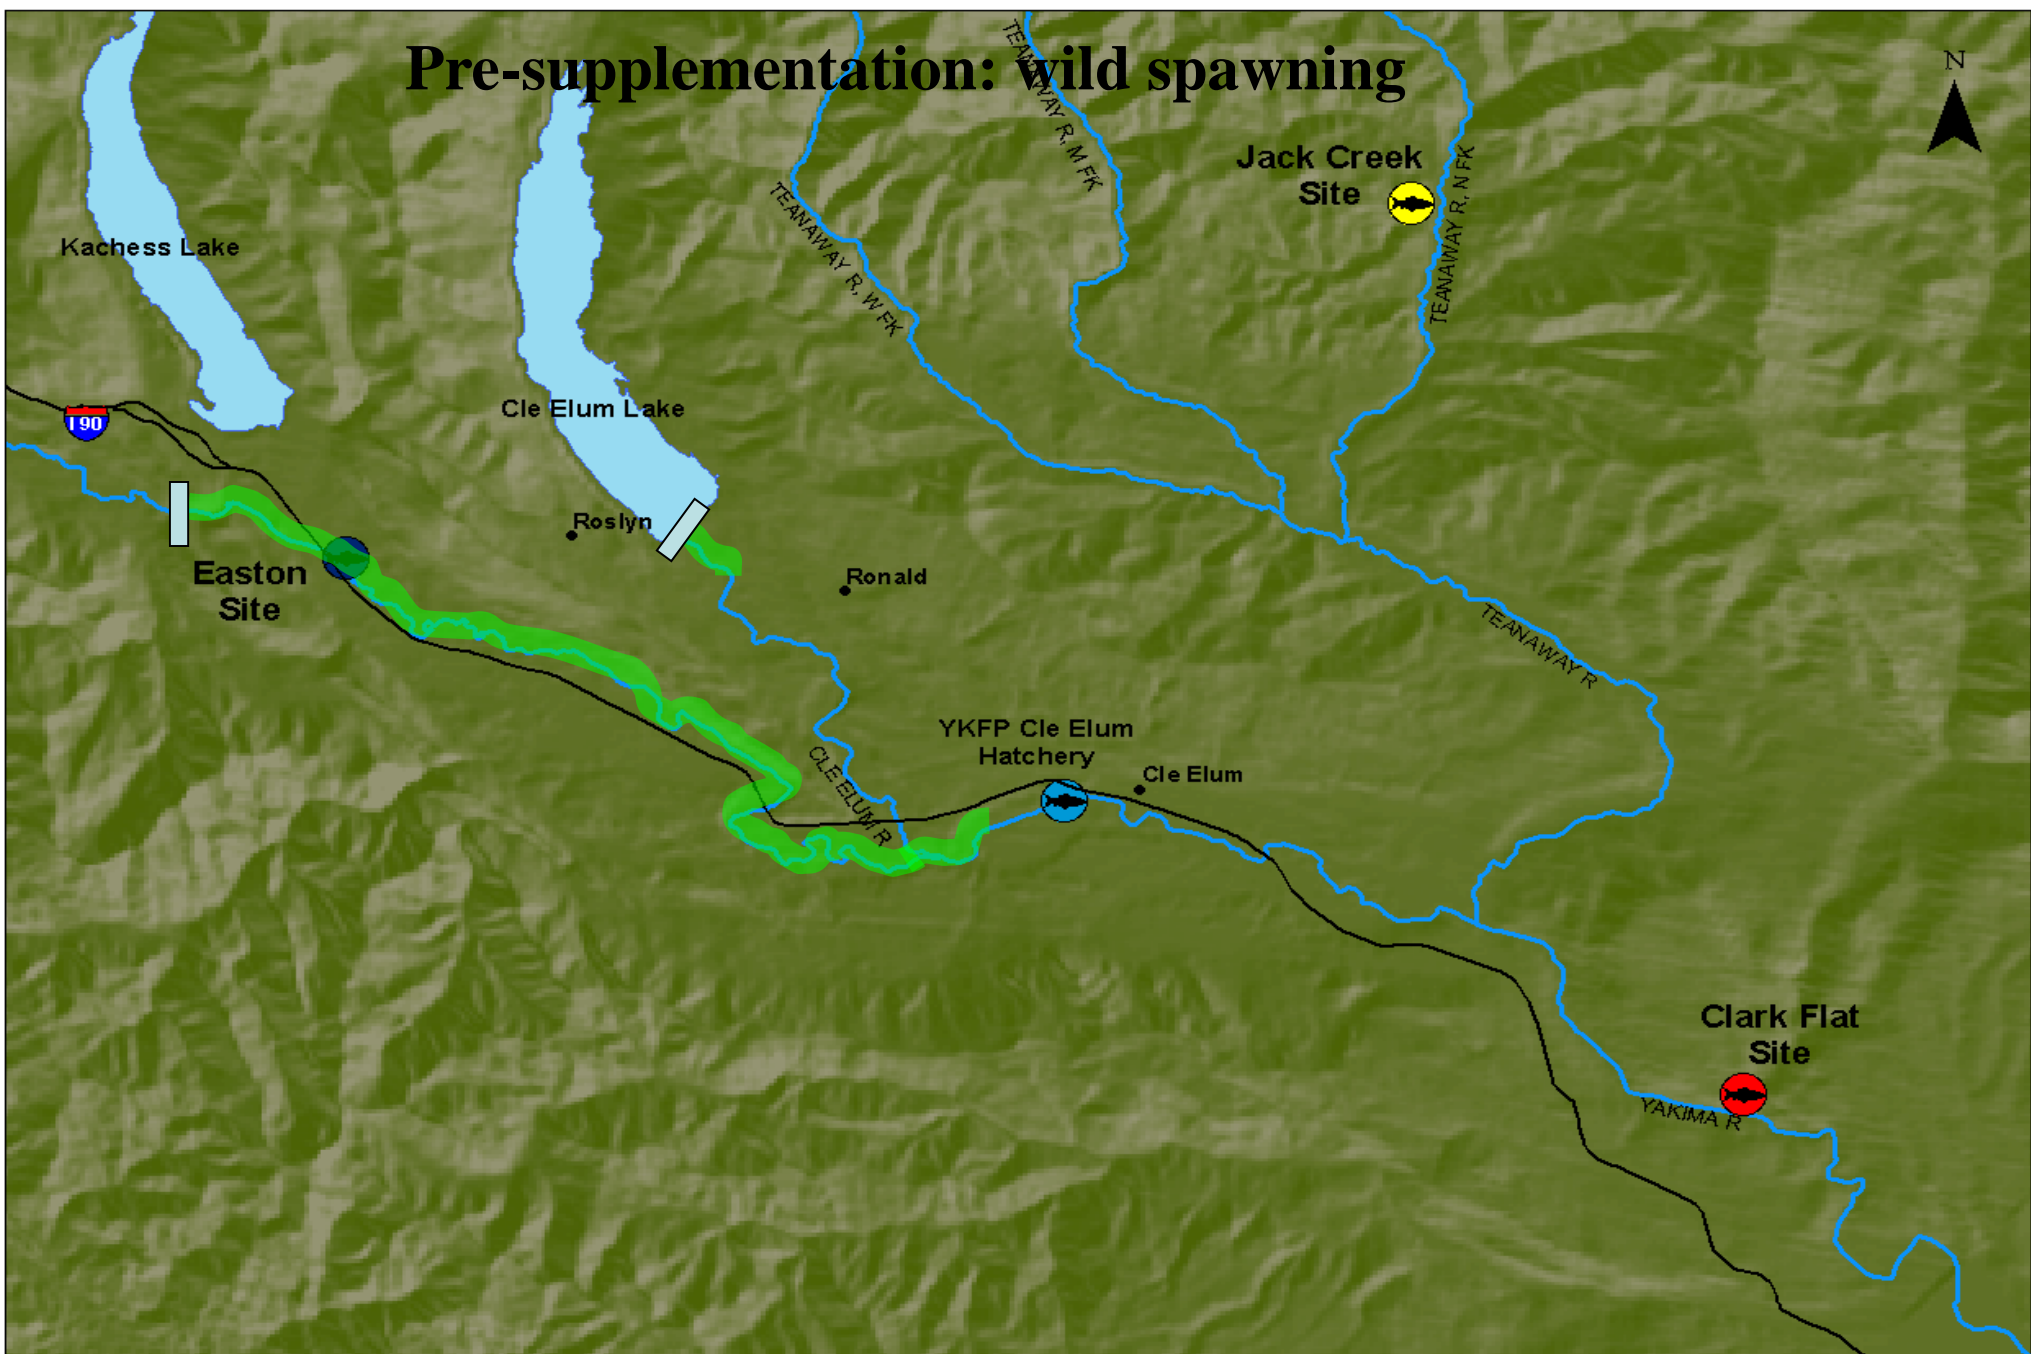 Pre-supplementation: wild spawning
N
TEANAWAY R, M FK
Jack Creek
Site
TEANAWAY R, N FK
TEANAWAY R, W FK
Kachess Lake
Cle Elum Lake
I 90
Roslyn
Easton
Site
Ronald
TEANAWAY R
YKFP Cle Elum
Hatchery
Cle Elum
CLE ELUM R
Clark Flat
Site
YAKIMA R